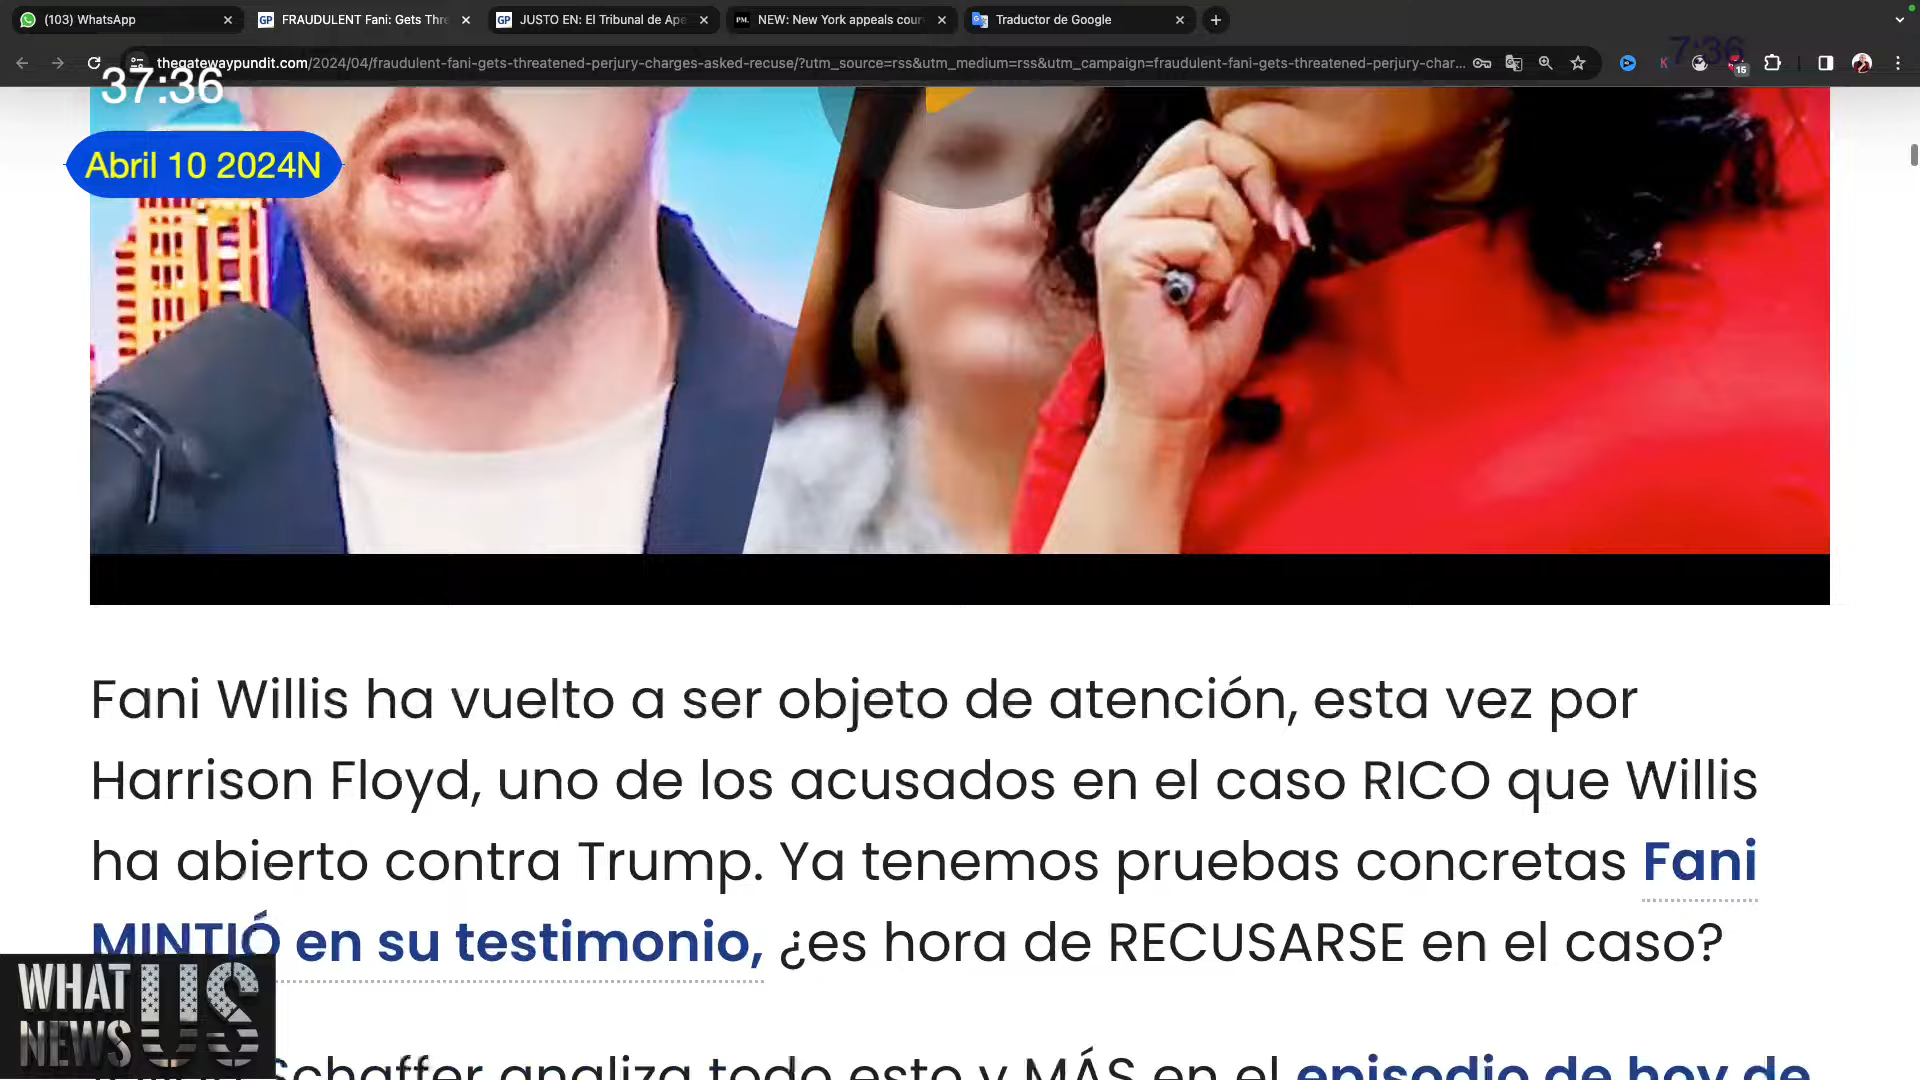 (103) WhatsApp
FRAUDULENT Fani: Gets Thre
JUSTO EN: El Tribunal de Ape
NEW: New York appeals cour
Traductor de Google
thegatewaypundit.com/2024/04/fraudulent-fani-gets-threatened-perjury-charges-asked-recuse/?utm_source=rss&utm_medium=rss&utm_campaign=fraudulent-fani-gets-threatened-perjury-char...
15
7:36
37:36
Abril 10 2024N
Fani Willis ha vuelto a ser objeto de atención, esta vez por
Harrison Floyd, uno de los acusados en el caso RICO que Willis
ha abierto contra Trump. Ya tenemos pruebas concretas Fani
MINTIÓ en su testimonio, ¿es hora de RECUSARSE en el caso?
Schaffer analiza todo esto y MÁS en el episodio de hoy de
WHAT
NEWS
US